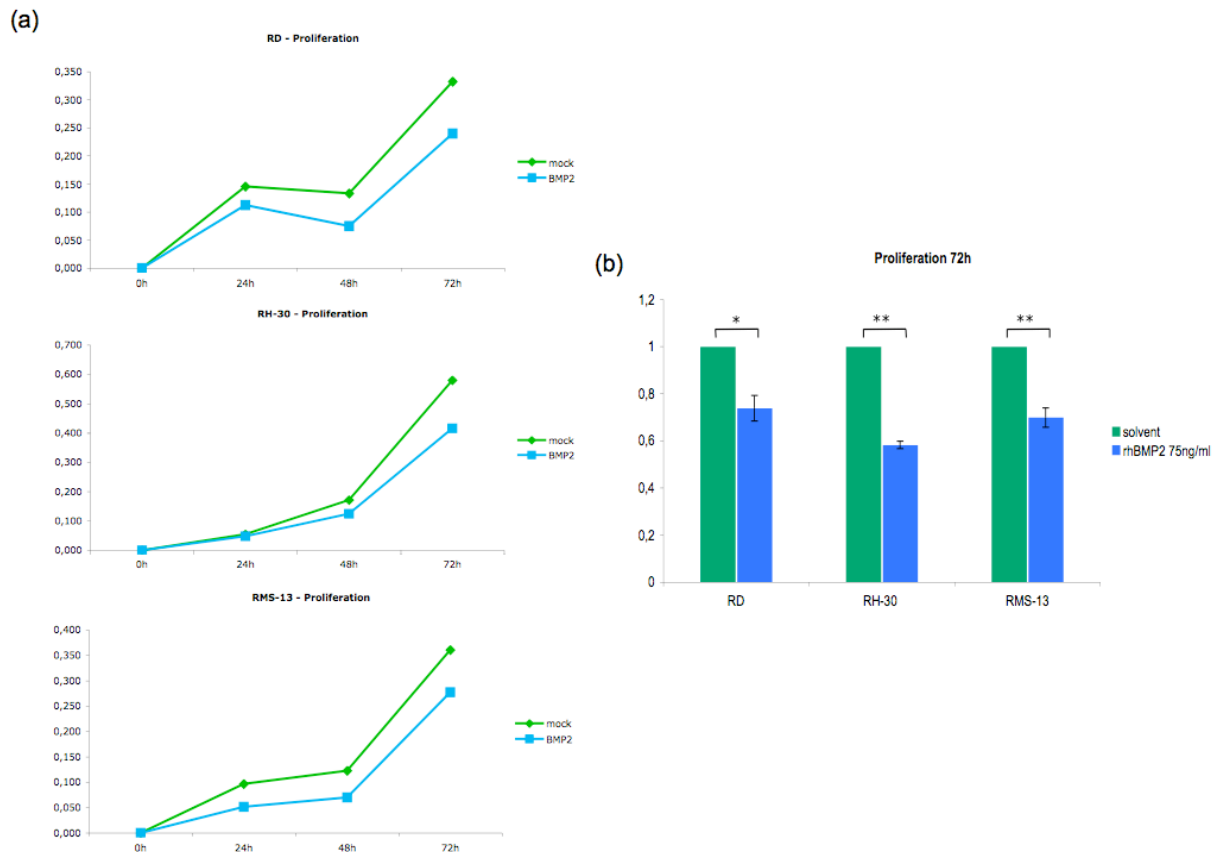 (a)
RD - Proliferation
0,350
0,300
0,250
0,200
0,150
0,100
0,050
0,000
0h 24h 48h 72h
mock
BMP2
RH-30 - Proliferation
0,700
0,600
0,500
0,400
0,300
0,200
0,100
0,000
0h 24h 48h 72h
mock
BMP2
RMS-13 - Proliferation
0,400
0,350
0,300
0,250
0,200
0,150
0,100
0,050
0,000
0h 24h 48h 72h
mock
BMP2
(b)
Proliferation 72h
1,2
1
0,8
0,6
0,4
0,2
0
* ** **
RD RH-30 RMS-13
solvent
rhBMP2 75ng/ml